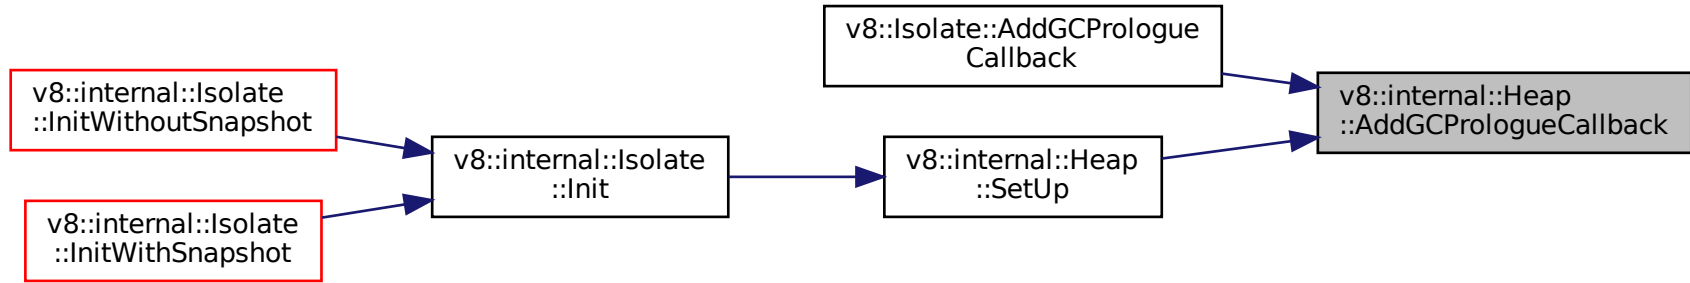 v8::Isolate::AddGCPrologue
Callback
v8::internal::Isolate
::InitWithoutSnapshot
v8::internal::Heap
::AddGCPrologueCallback
v8::internal::Isolate
::Init
v8::internal::Heap
::SetUp
v8::internal::Isolate
::InitWithSnapshot